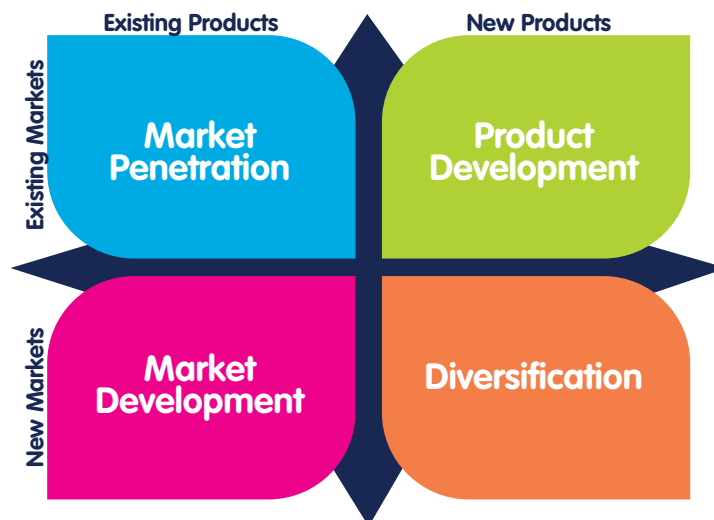 Existing Products
New Products
Existing Markets
Market
Penetration
Product
Development
New Markets
Market
Development
Diversification